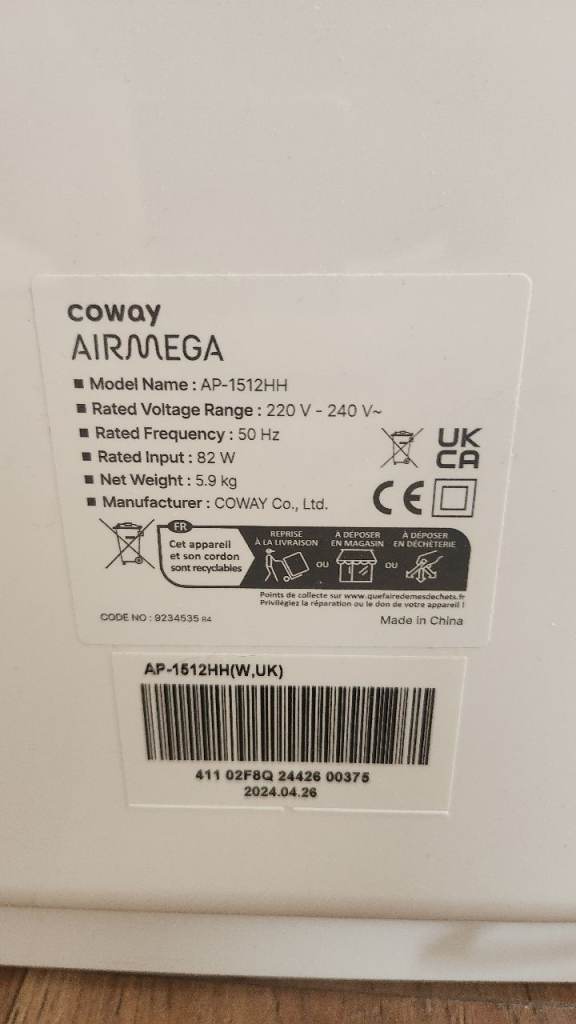 coway
AIRMEGA
■ Model Name : AP-1512HH
■ Rated Voltage Range : 220 V - 240 V~
■ Rated Frequency : 50 Hz
■ Rated Input : 82 W
■ Net Weight : 5.9 kg
■ Manufacturer : COWAY Co., Ltd.
UK
CA
CE
FR
Cet appareil
et son cordon
sont recyclables
REPRISE
À LA LIVRAISON
OU
À DÉPOSER
EN MAGASIN
OU
À DÉPOSER
EN DÉCHÈTERIE
Points de collecte sur www.quefairedemesdechets.fr
Privilégiez la réparation ou le don de votre appareil !
CODE NO : 9234535 R4
Made in China
AP-1512HH(W,UK)
411 02F8Q 24426 00375
2024.04.26